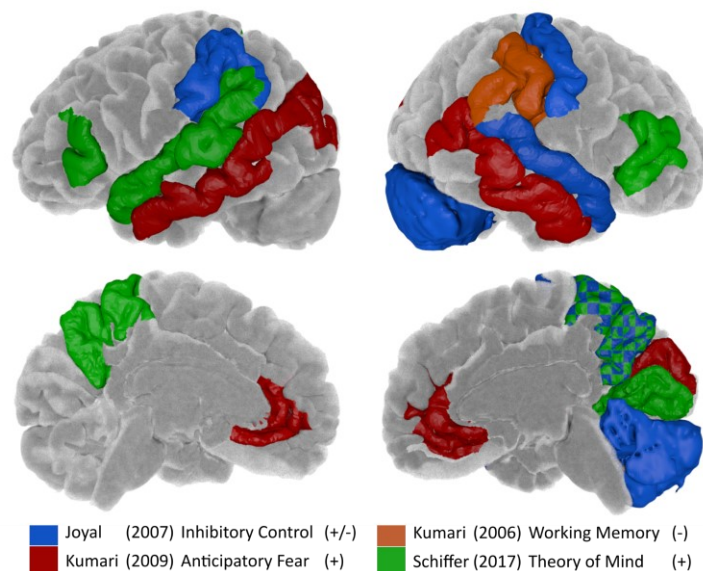 Joyal (2007) Inhibitory Control (+/-) Kumari (2006) Working Memory (-)
Kumari (2009) Anticipatory Fear (+) Schiffer (2017) Theory of Mind (+)